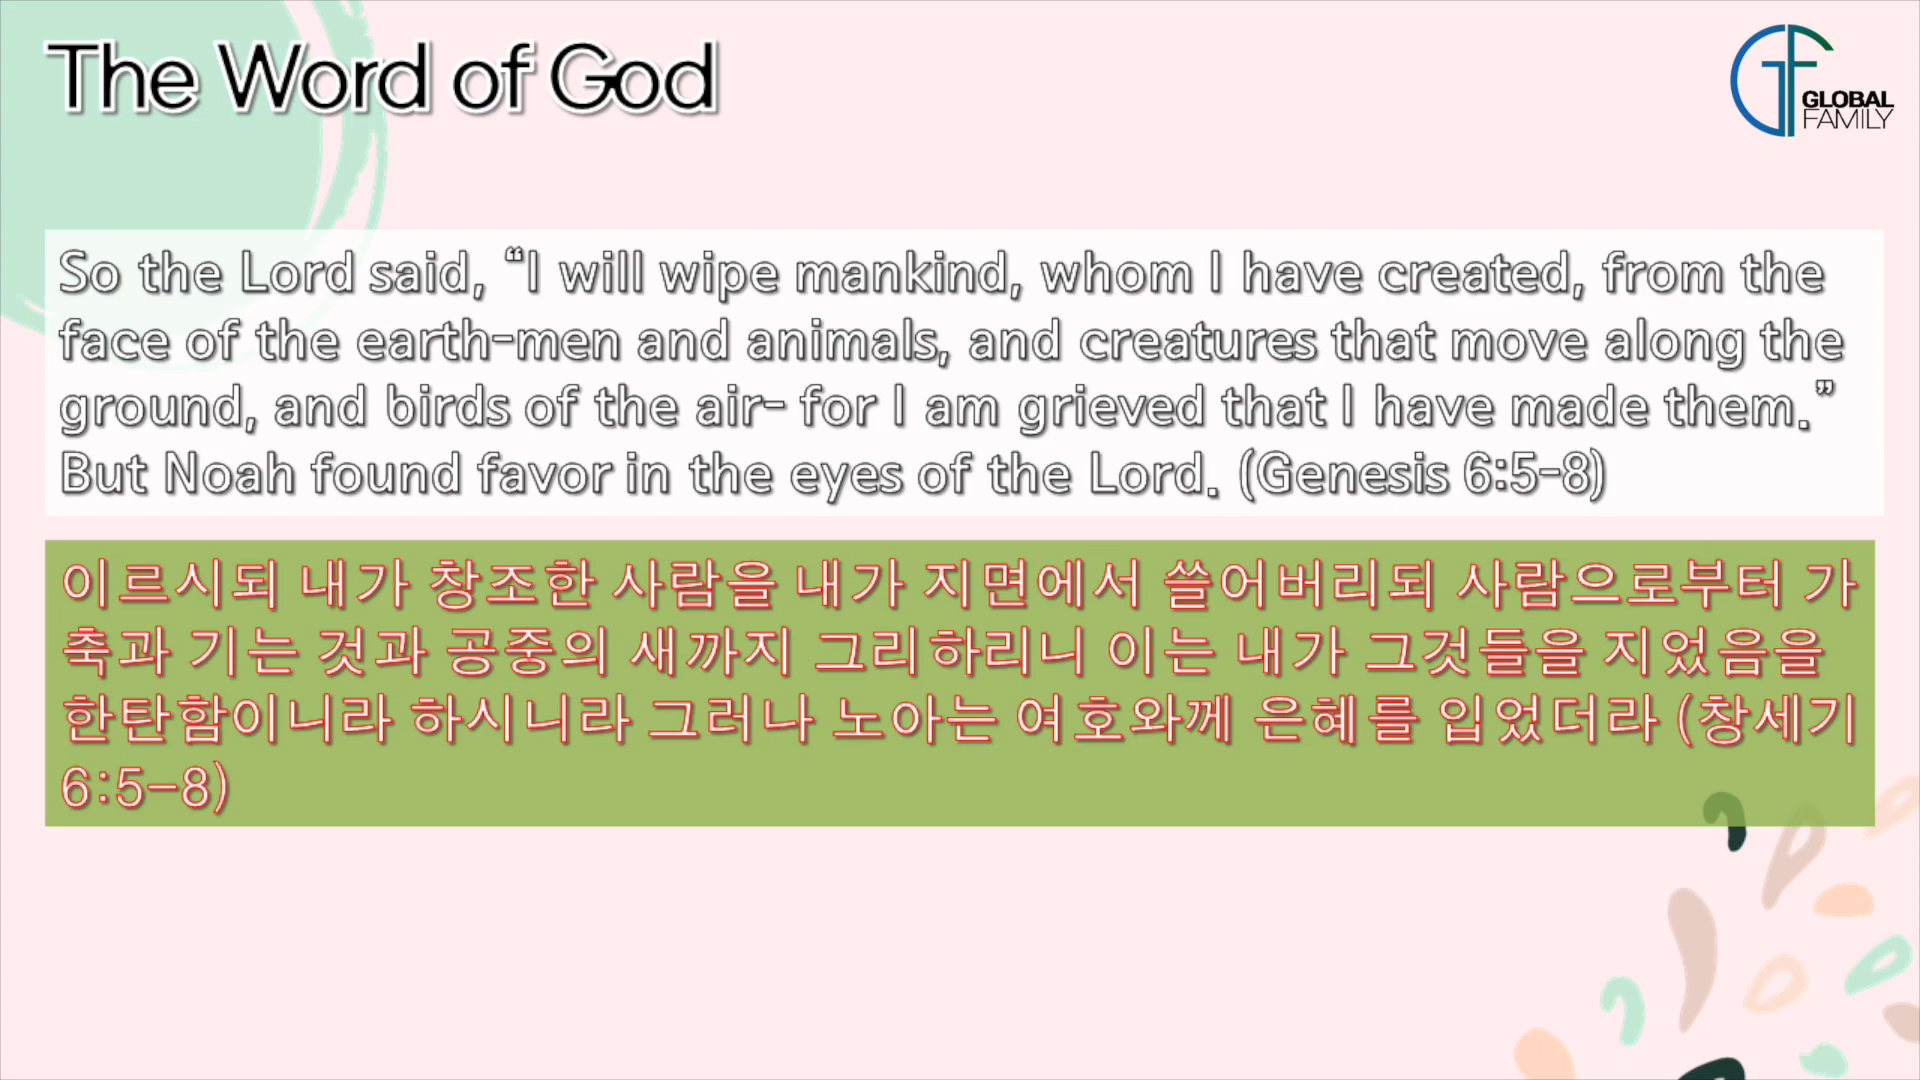 The Word of God
GLOBAL
FAMILY
So the Lord said, “I will wipe mankind, whom I have created, from the
face of the earth-men and animals, and creatures that move along the
ground, and birds of the air- for I am grieved that I have made them.”
But Noah found favor in the eyes of the Lord. (Genesis 6:5-8)
이르시되 내가 창조한 사람을 내가 지면에서 쓸어버리되 사람으로부터 가
축과 기는 것과 공중의 새까지 그리하리니 이는 내가 그것들을 지었음을
한탄함이니라 하시니라 그러나 노아는 여호와께 은혜를 입었더라 (창세기
6:5-8)